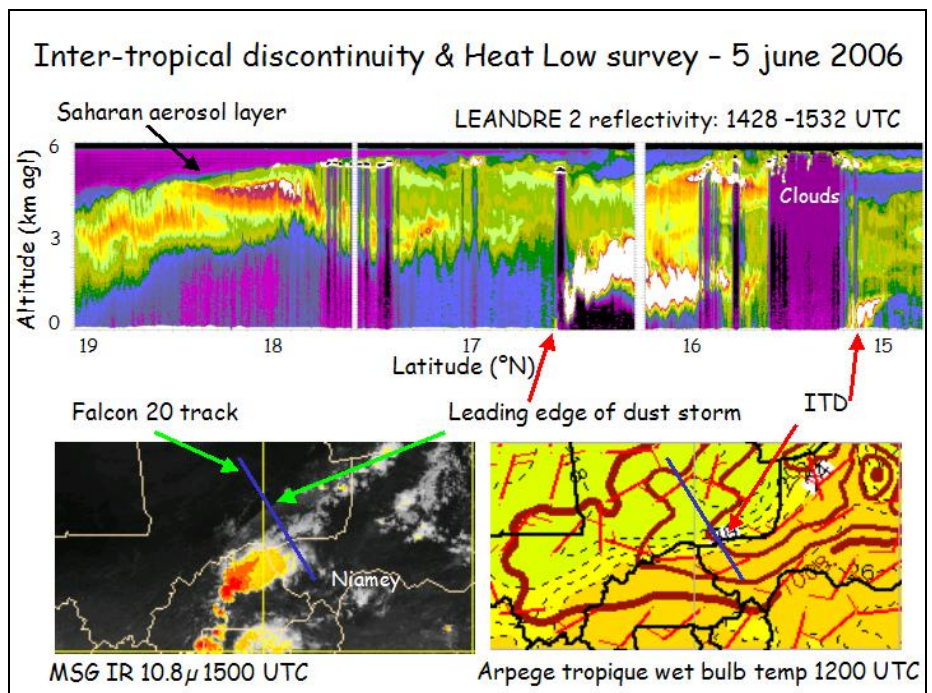 Inter-tropical discontinuity & Heat Low survey – 5 june 2006
Saharan aerosol layer
LEANDRE 2 reflectivity: 1428 –1532 UTC
Altitude (km agl)
6
3
0
Clouds
19
18
17
16
15
Latitude (°N)
Falcon 20 track
Leading edge of dust storm
ITD
Niamey
26
MSG IR 10.8µ 1500 UTC
Arpege tropique wet bulb temp 1200 UTC